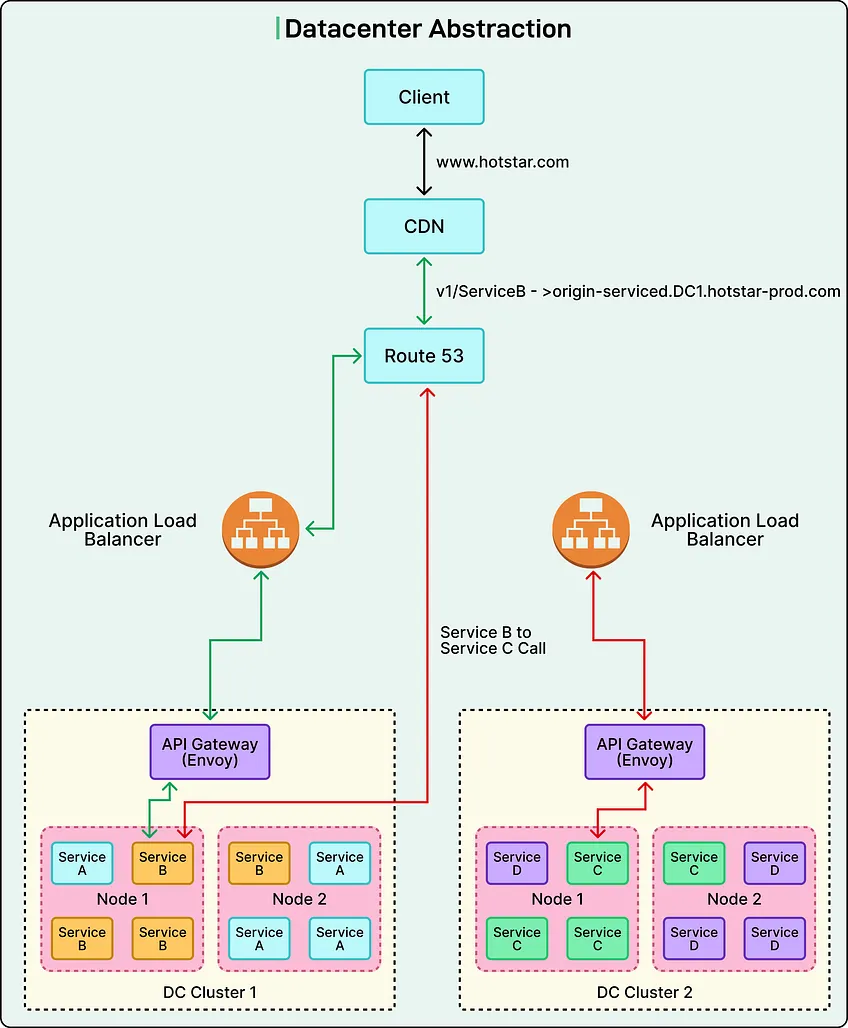 Datacenter Abstraction
Client
www.hotstar.com
CDN
v1/ServiceB - >origin-serviced.DC1.hotstar-prod.com
Route 53
Application Load
Balancer
Application Load
Balancer
Service B to
Service C Call
API Gateway
(Envoy)
Service
A
Service
B
Node 1
Service
B
Service
B
Service
B
Service
A
Node 2
Service
A
Service
A
DC Cluster 1
API Gateway
(Envoy)
Service
D
Service
C
Node 1
Service
C
Service
C
Service
C
Service
D
Node 2
Service
D
Service
D
DC Cluster 2